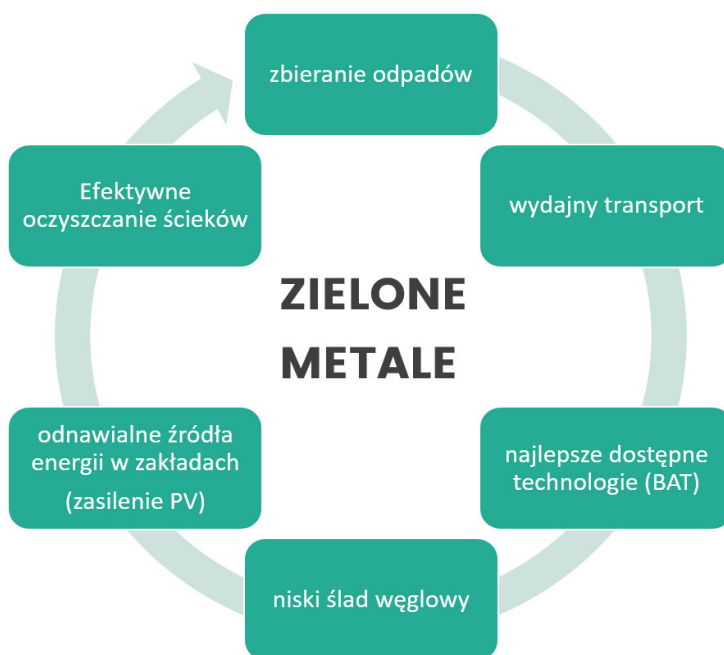 zbieranie odpadów
wydajny transport
najlepsze dostępne
technologie (BAT)
niski ślad węglowy
odnawialne źródła
energii w zakładach
(zasilenie PV)
Efektywne
oczyszczanie ścieków
ZIELONE
METALE